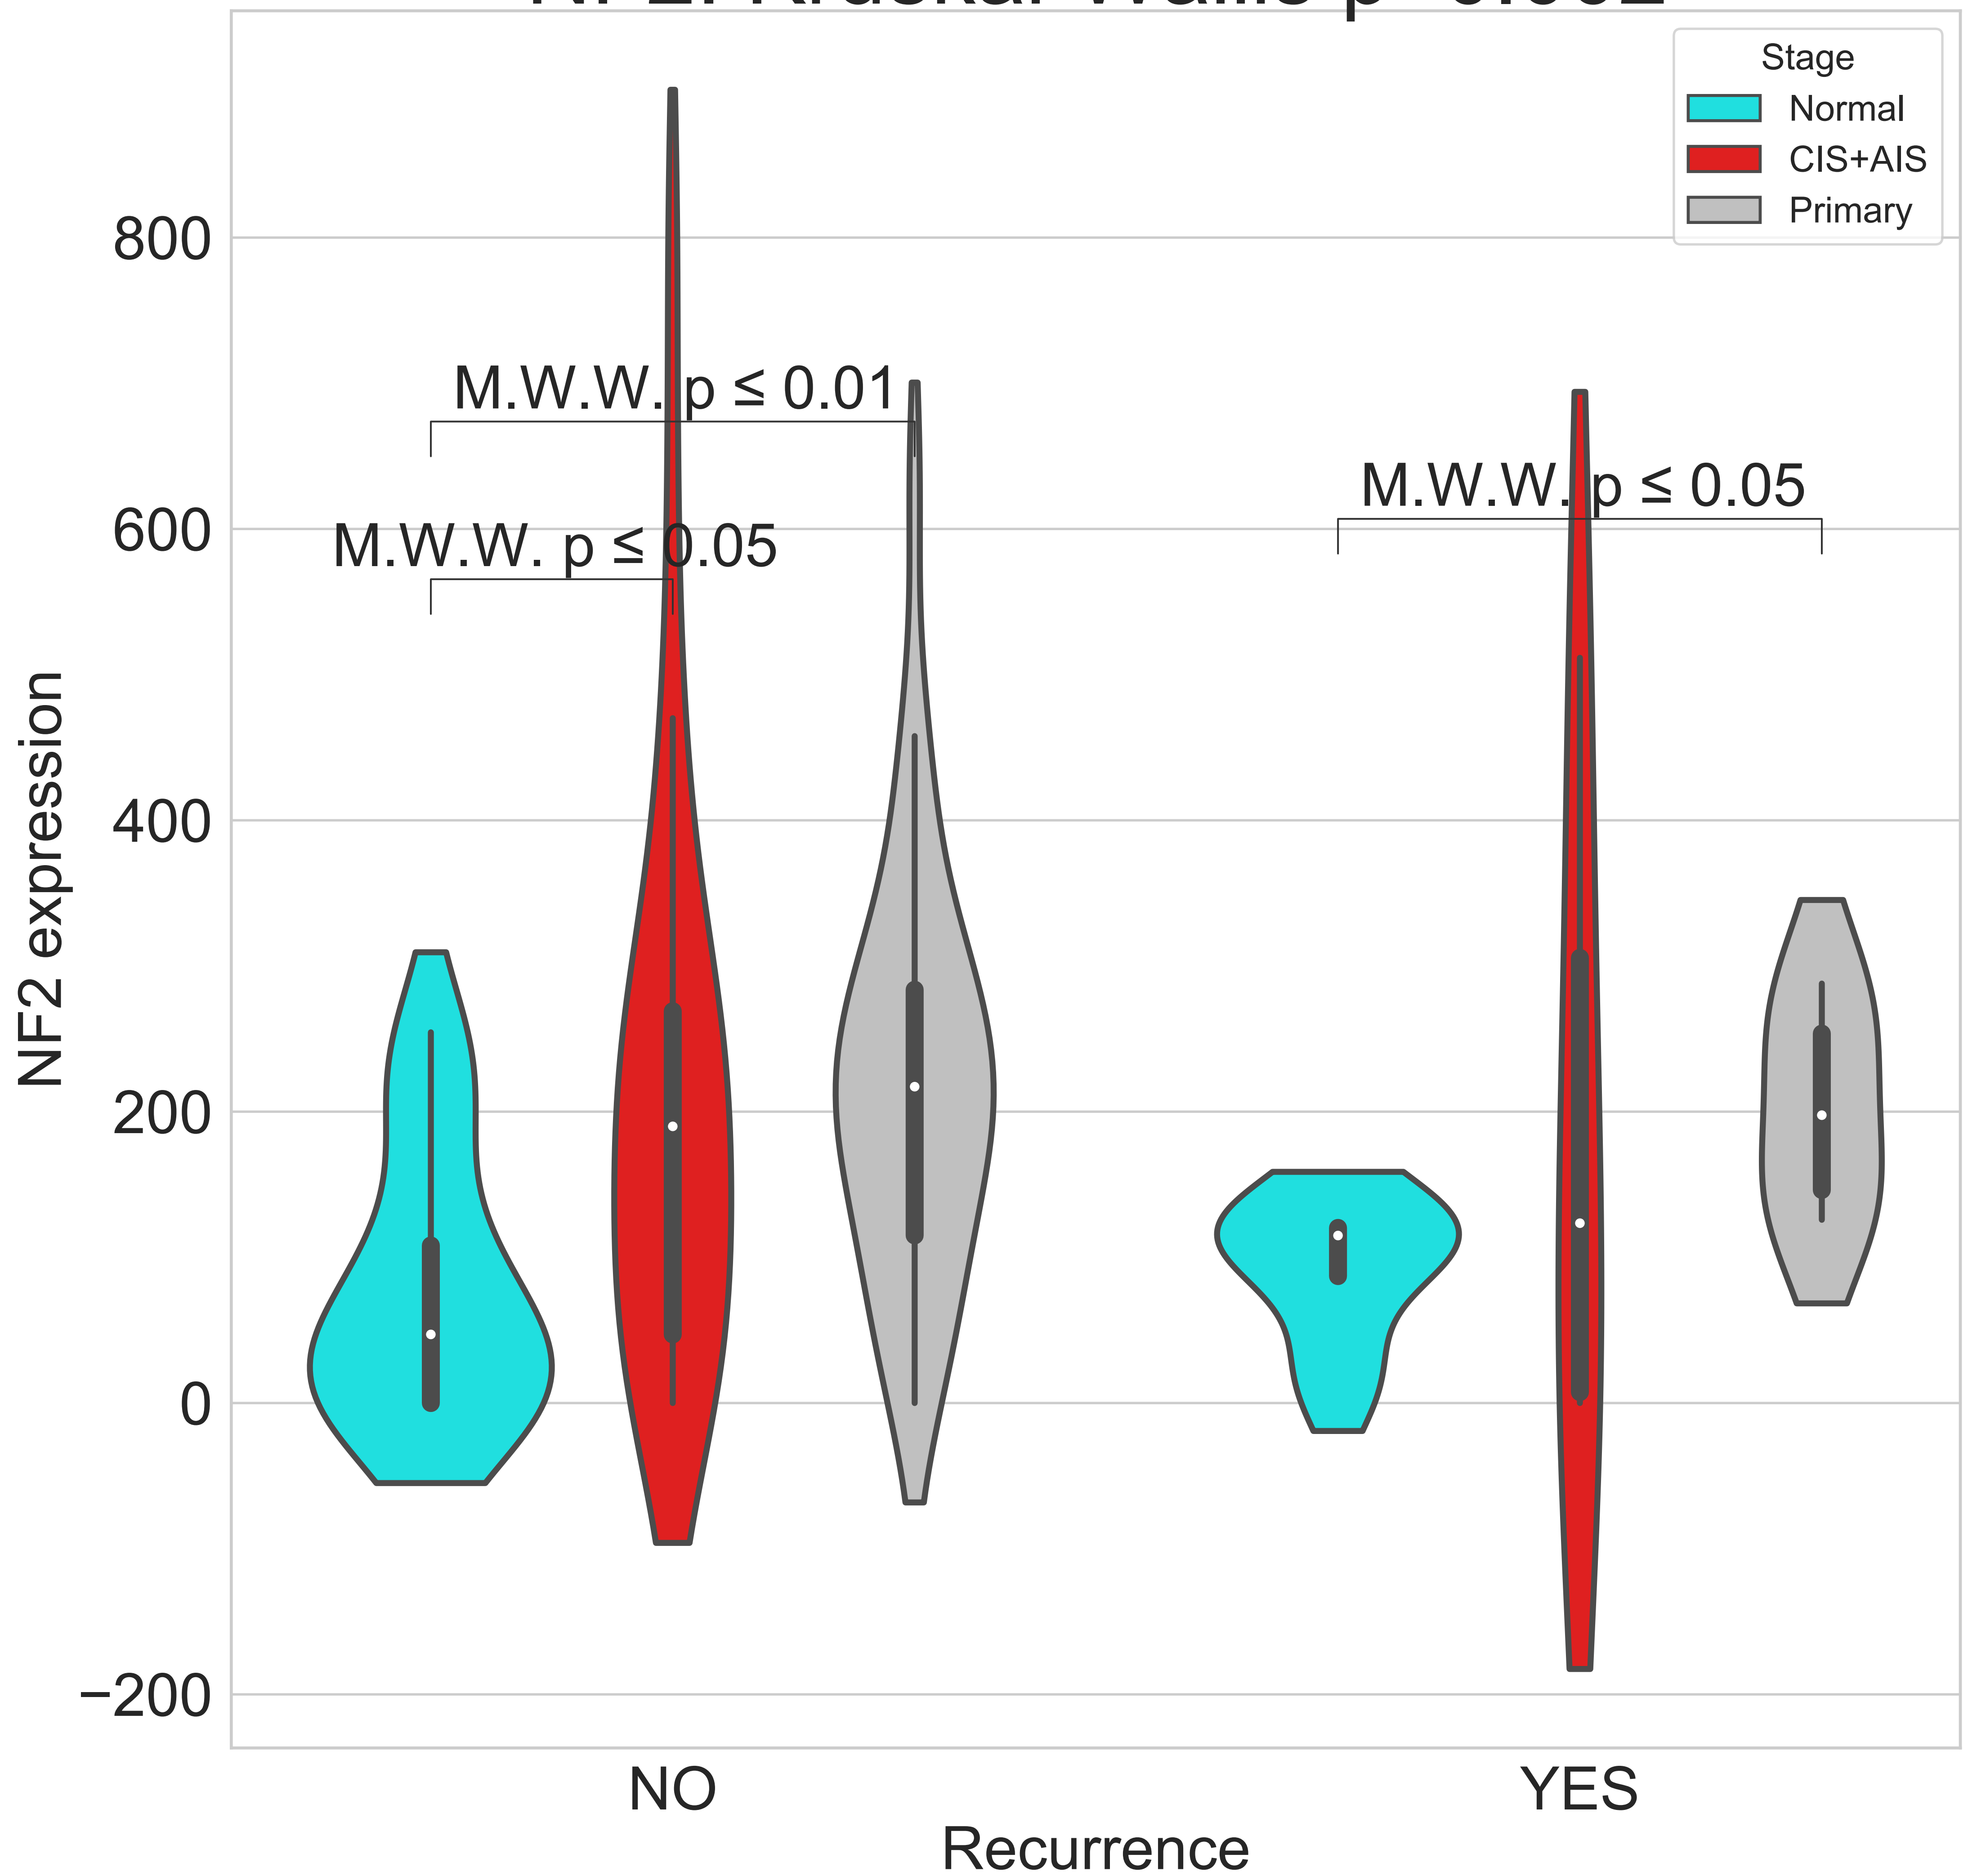 Stage
Normal
CIS+AIS
Primary
800
600
400
200
0
−200
NF2 expression
M.W.W. p ≤ 0.01
M.W.W. p ≤ 0.05
M.W.W. p ≤ 0.05
NO
YES
Recurrence